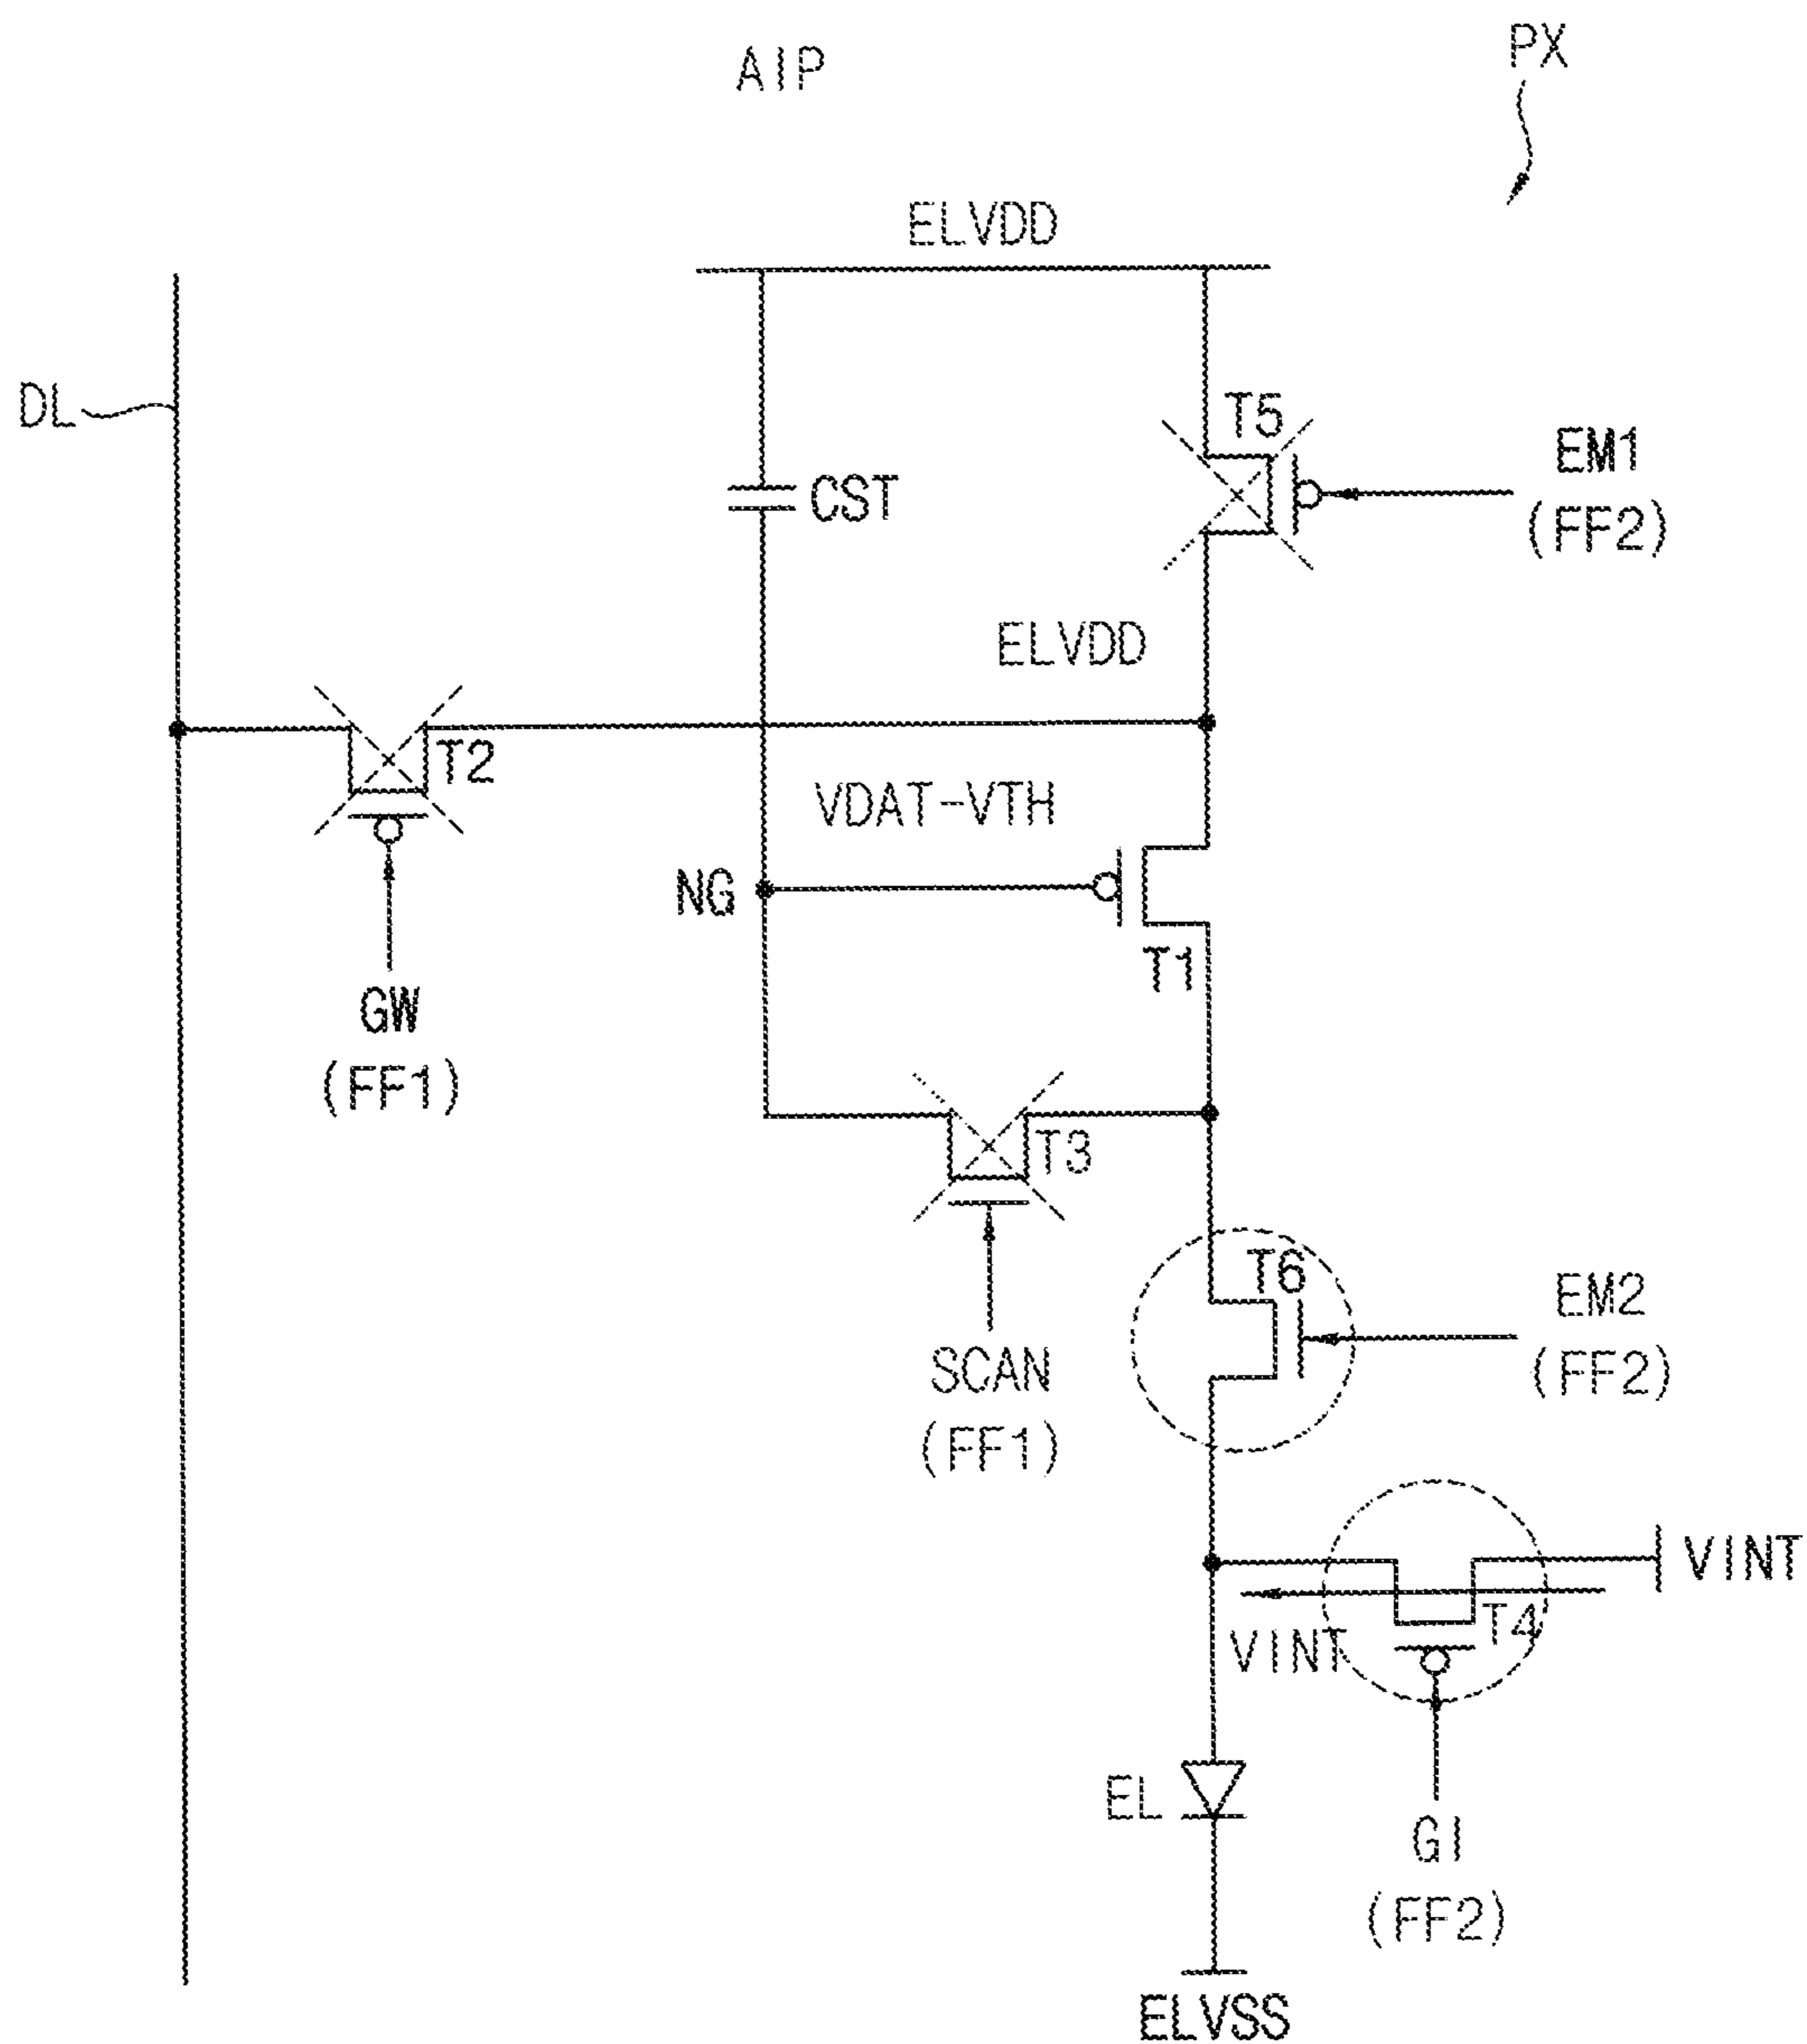 AIP
PX
ELVDD
DL
T5
CST
EM1
(FF2)
ELVDD
T2
VDAT-VTH
NG
T1
GW
(FF1)
T3
T6
SCAN
(FF1)
EM2
(FF2)
VINT
VINT
T4
EL
GI
(FF2)
ELVSS